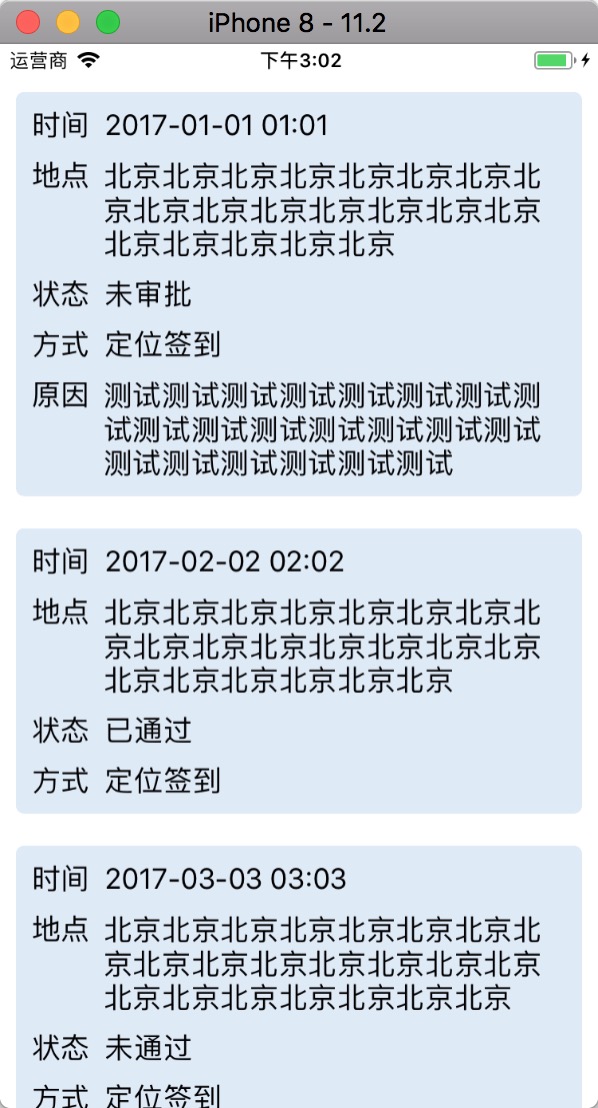 iPhone 8 - 11.2
运营商 下午3:02
时间 2017-01-01 01:01
地点 北京北京北京北京北京北京北京北
京北京北京北京北京北京北京北京
北京北京北京北京北京
状态 未审批
方式 定位签到
原因 测试测试测试测试测试测试测试测
试测试测试测试测试测试测试测试
测试测试测试测试测试测试
时间 2017-02-02 02:02
地点 北京北京北京北京北京北京北京北
京北京北京北京北京北京北京北京
北京北京北京北京北京北京
状态 已通过
方式 定位签到
时间 2017-03-03 03:03
地点 北京北京北京北京北京北京北京北
京北京北京北京北京北京北京北京
北京北京北京北京北京北京北京
状态 未通过
方式 定位签到